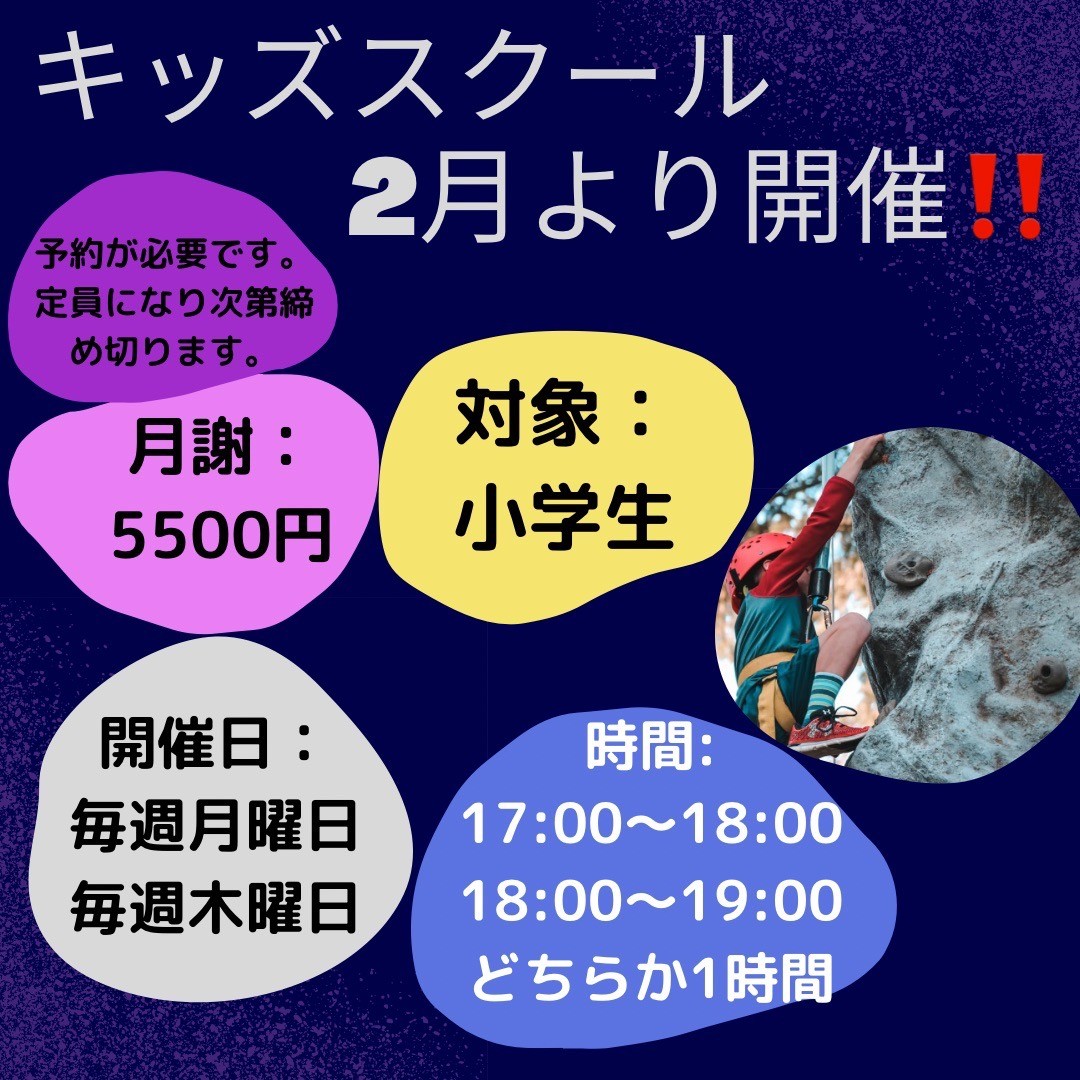 キッズスクール
2月より開催‼️
予約が必要です。
定員になり次第締
め切ります。
月謝：
5500円
対象：
小学生
開催日：
毎週月曜日
毎週木曜日
時間:
17:00〜18:00
18:00〜19:00
どちらか1時間